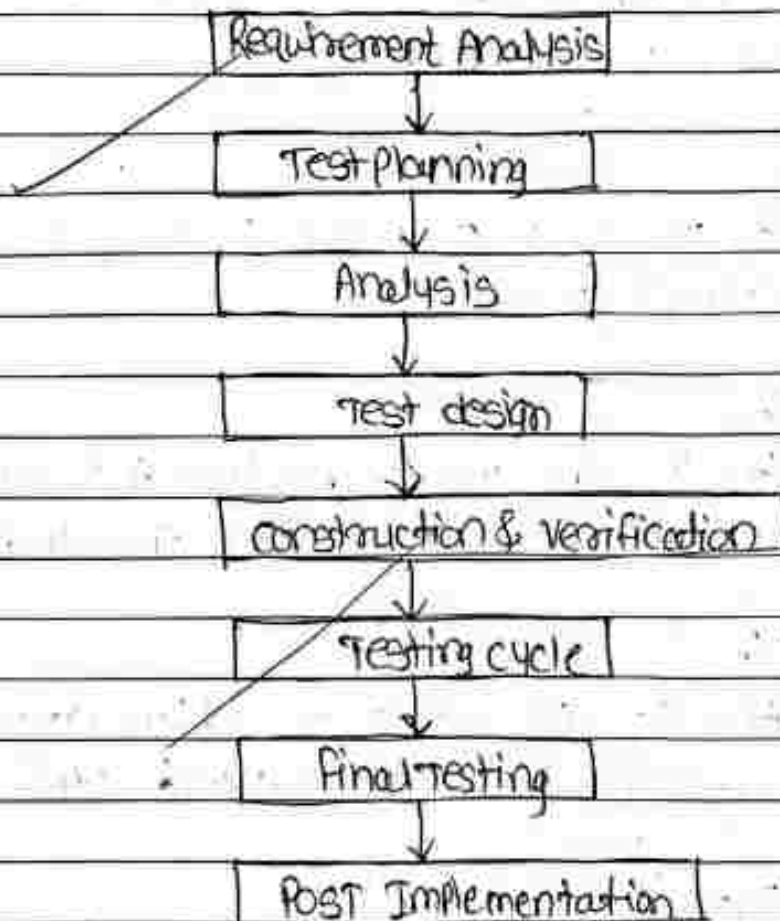 Requirement Analysis
Test Planning
Analysis
Test design
construction & verification
Testing cycle
Final Testing
POST Implementation